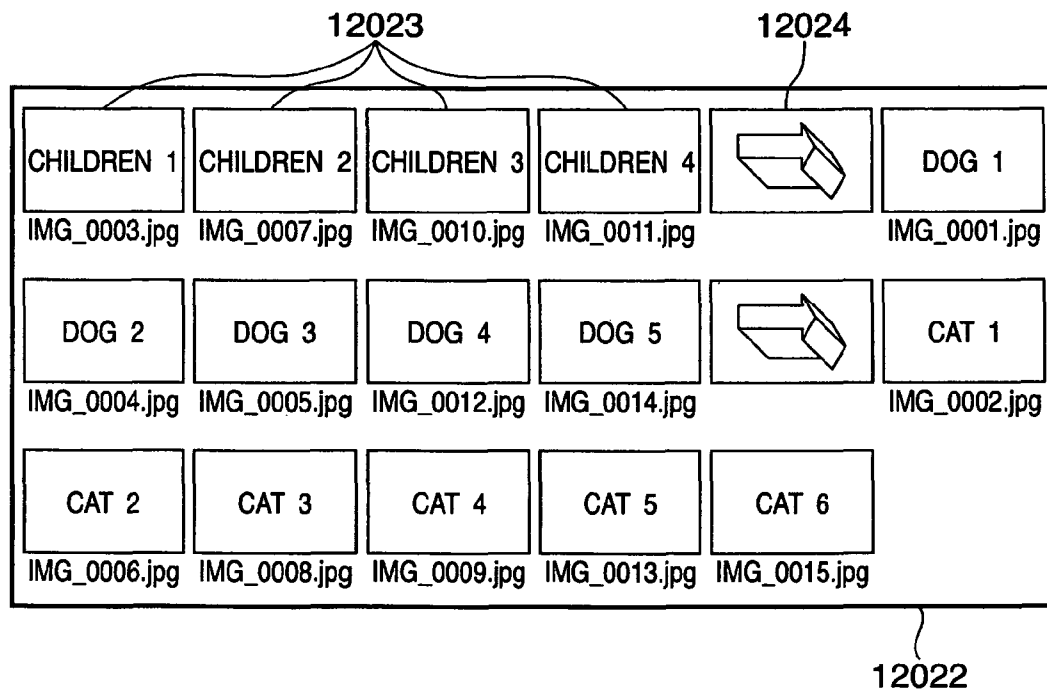 12023 12024
CHILDREN 1 CHILDREN 2 CHILDREN 3 CHILDREN 4 DOG 1
IMG_0003.jpg IMG_0007.jpg IMG_0010.jpg IMG_0011.jpg IMG_0001.jpg
DOG 2 DOG 3 DOG 4 DOG 5 CAT 1
IMG_0004.jpg IMG_0005.jpg IMG_0012.jpg IMG_0014.jpg IMG_0002.jpg
CAT 2 CAT 3 CAT 4 CAT 5 CAT 6
IMG_0006.jpg IMG_0008.jpg IMG_0009.jpg IMG_0013.jpg IMG_0015.jpg
12022